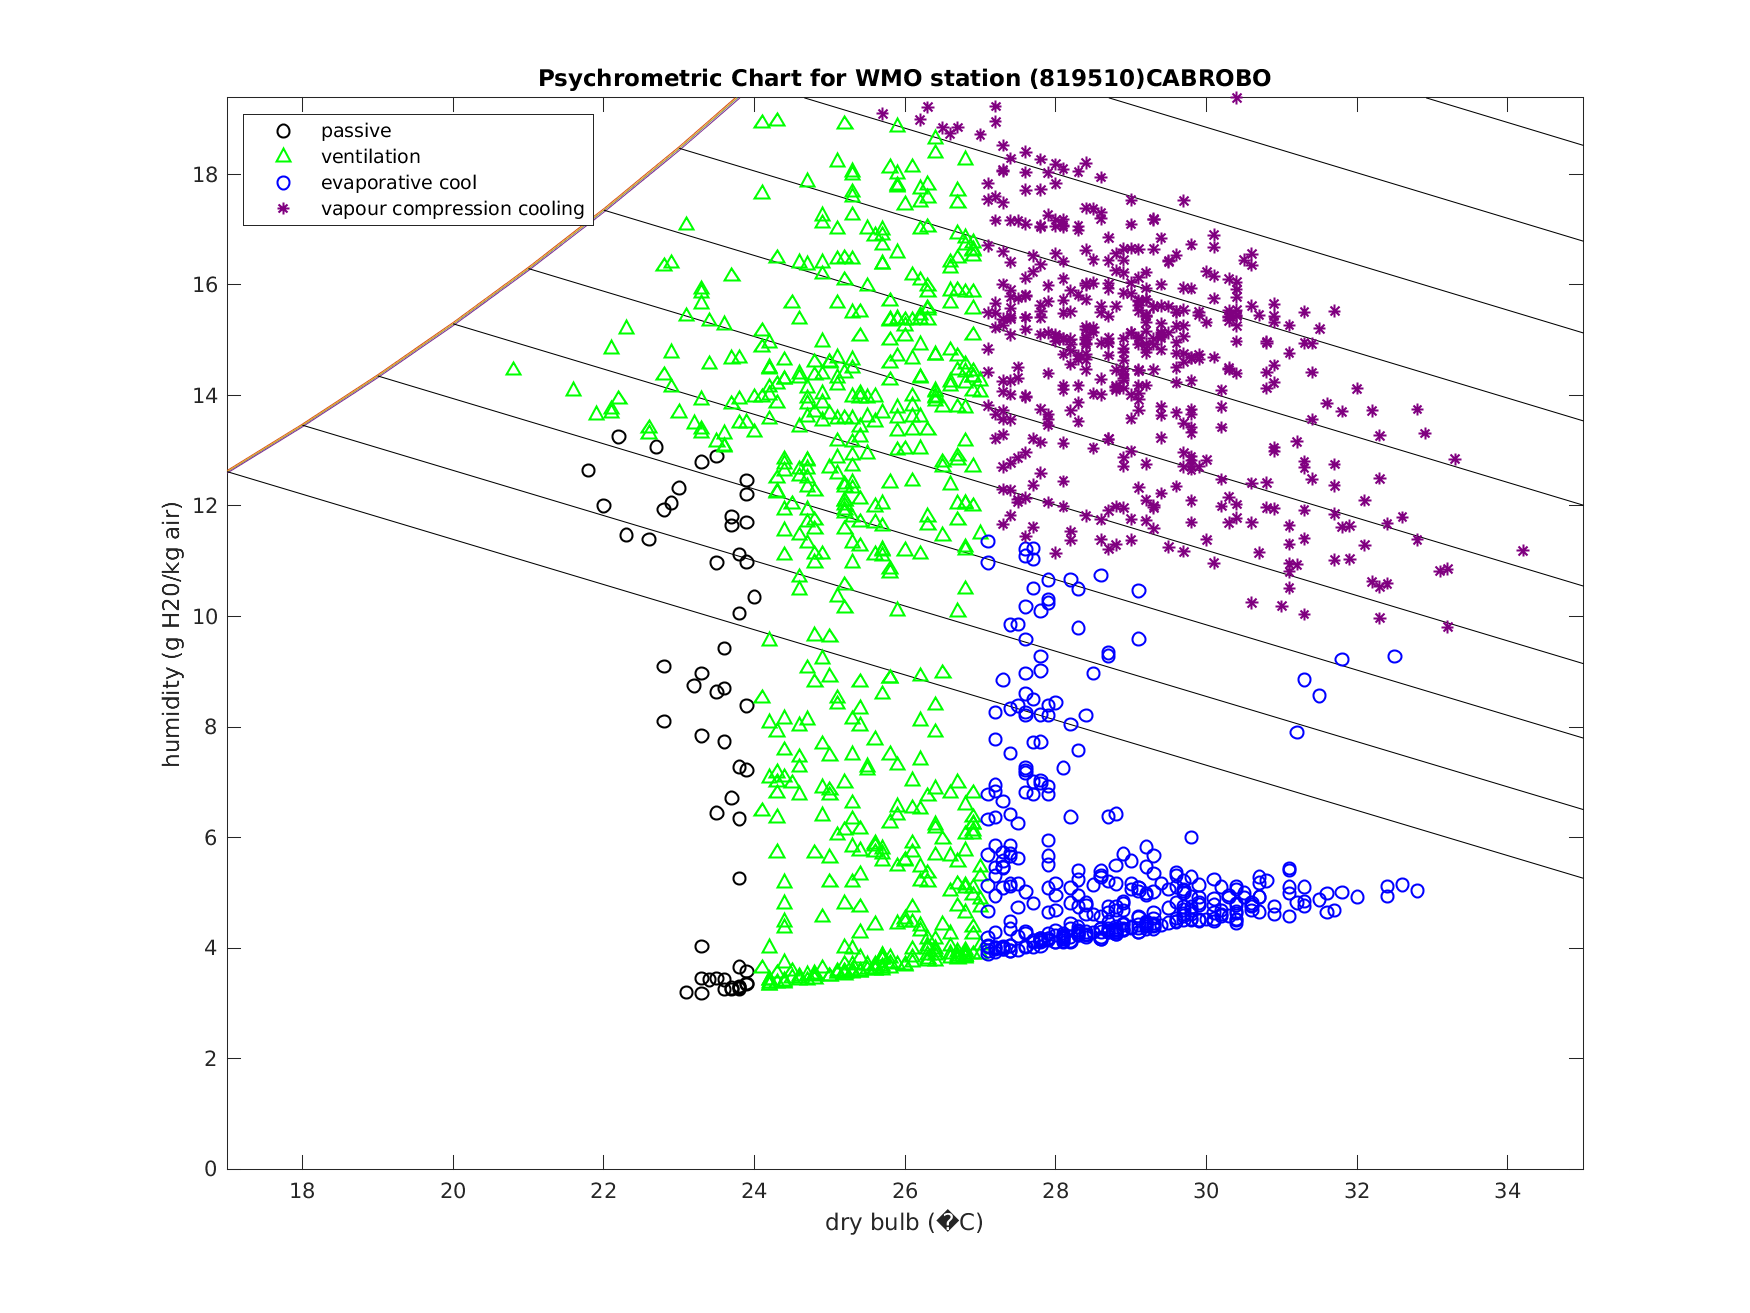 Psychrometric Chart for WMO station (819510)CABROBO
passive
ventilation
evaporative cool
vapour compression cooling
humidity (g H20/kg air)
18
16
14
12
10
8
6
4
2
0
18 20 22 24 26 28 30 32 34
dry bulb (�C)